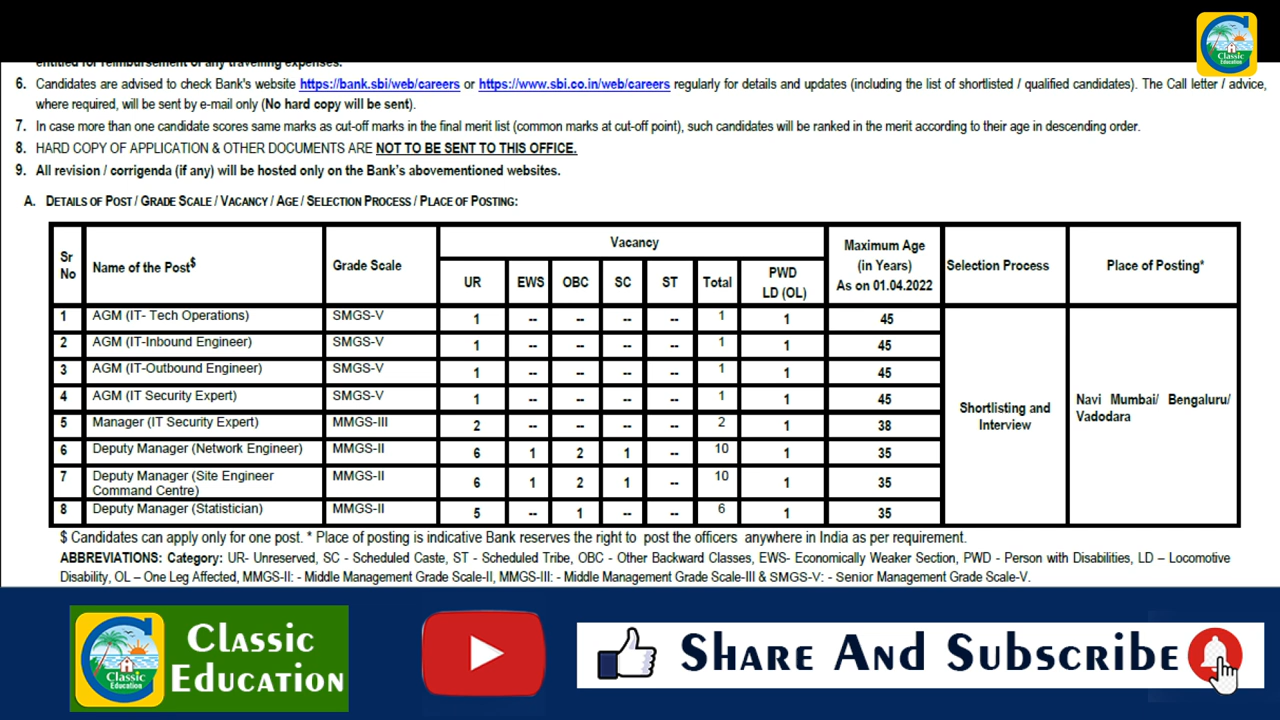 Classic
Education
entitled for reimbursement of any travelling expenses.
6. Candidates are advised to check Bank's website https://bank.sbi/web/careers or https://www.sbi.co.in/web/careers regularly for details and updates (including the list of shortlisted / qualified candidates). The Call letter / advice,
where required, will be sent by e-mail only (No hard copy will be sent).
7. In case more than one candidate scores same marks as cut-off marks in the final merit list (common marks at cut-off point), such candidates will be ranked in the merit according to their age in descending order.
8. HARD COPY OF APPLICATION & OTHER DOCUMENTS ARE NOT TO BE SENT TO THIS OFFICE.
9. All revision / corrigenda (if any) will be hosted only on the Bank's abovementioned websites.
A. DETAILS OF POST / GRADE SCALE / VACANCY / AGE / SELECTION PROCESS / PLACE OF POSTING:
Sr No Name of the Post$ Grade Scale Vacancy Maximum Age (in Years) As on 01.04.2022 Selection Process Place of Posting*
UR EWS OBC SC ST Total PWD LD (OL)
1 AGM (IT- Tech Operations) SMGS-V 1 -- -- -- -- 1 1 45
2 AGM (IT-Inbound Engineer) SMGS-V 1 -- -- -- -- 1 1 45
3 AGM (IT-Outbound Engineer) SMGS-V 1 -- -- -- -- 1 1 45
4 AGM (IT Security Expert) SMGS-V 1 -- -- -- -- 1 1 45
5 Manager (IT Security Expert) MMGS-III 2 -- -- -- -- 2 1 38
6 Deputy Manager (Network Engineer) MMGS-II 6 1 2 1 -- 10 1 35
7 Deputy Manager (Site Engineer Command Centre) MMGS-II 6 1 2 1 -- 10 1 35
8 Deputy Manager (Statistician) MMGS-II 5 -- 1 -- -- 6 1 35
Shortlisting and
Interview
Navi Mumbai/ Bengaluru/
Vadodara
$ Candidates can apply only for one post. * Place of posting is indicative Bank reserves the right to post the officers anywhere in India as per requirement.
ABBREVIATIONS: Category: UR- Unreserved, SC - Scheduled Caste, ST - Scheduled Tribe, OBC - Other Backward Classes, EWS- Economically Weaker Section, PWD - Person with Disabilities, LD – Locomotive
Disability, OL – One Leg Affected, MMGS-II: - Middle Management Grade Scale-II, MMGS-III: - Middle Management Grade Scale-III & SMGS-V: - Senior Management Grade Scale-V.
Classic
Education
CLASSIC
EDUCATION
SHARE AND SUBSCRIBE